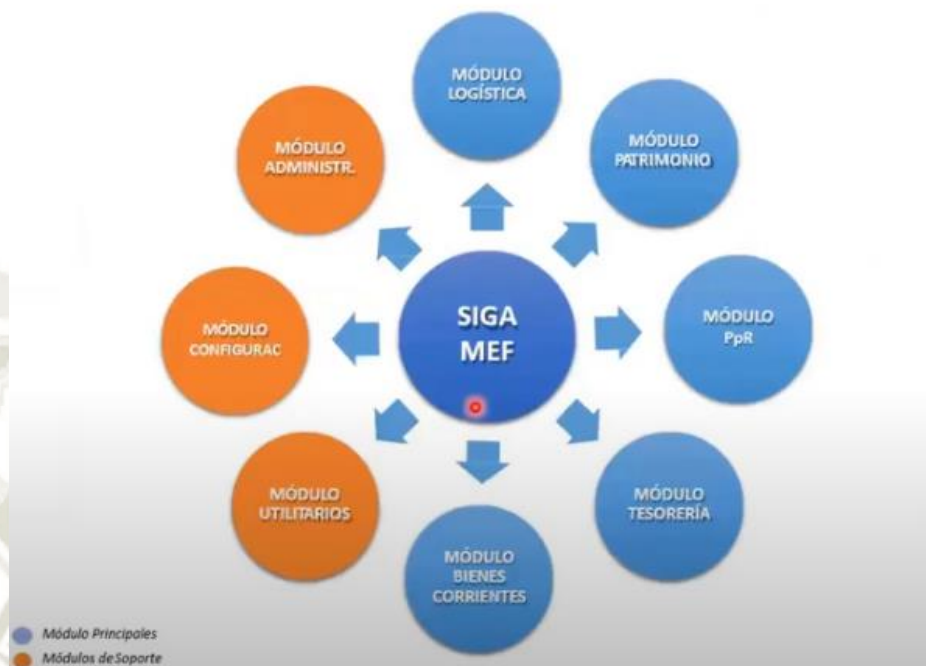 MÓDULO
LOGÍSTICA
MÓDULO
PATRIMONIO
MÓDULO
ADMINISTR.
SIGA
MEF
MÓDULO
PpR
MÓDULO
CONFIGURAC
MÓDULO
UTILITARIOS
MÓDULO
TESORERÍA
MÓDULO
BIENES
CORRIENTES
Módulo Principales
Módulos de Soporte